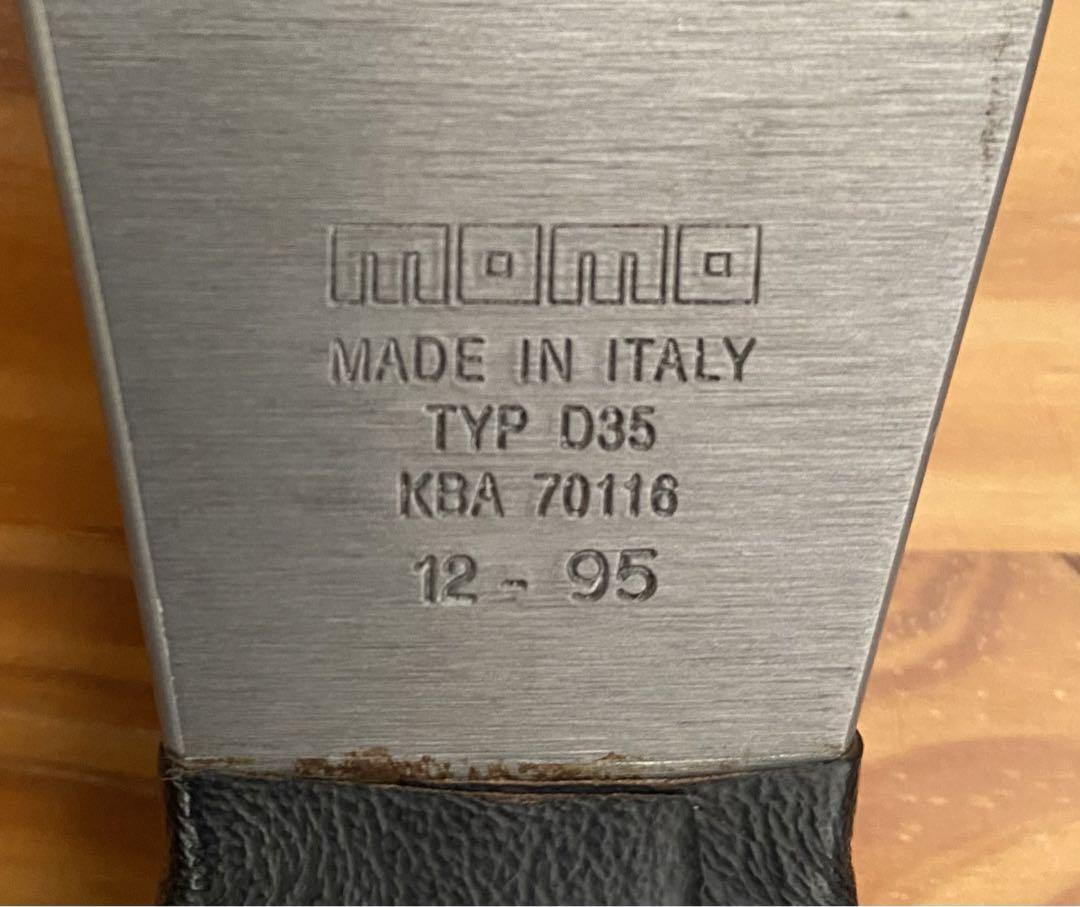 momo
MADE IN ITALY
TYP D35
KBA 70116
12 - 95